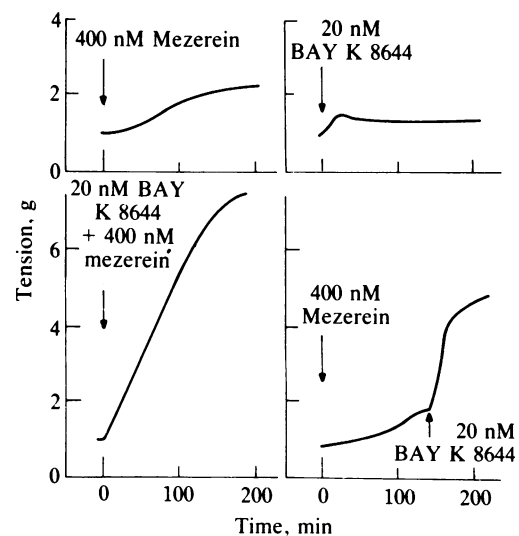 4
400 nM Mezerein
2
0
20 nM
BAY K 8644
20 nM BAY
K 8644
+ 400 nM
mezerein
6
4
2
0
Tension, g
400 nM
Mezerein
20 nM
BAY K 8644
0 100 200
0 100 200
Time, min